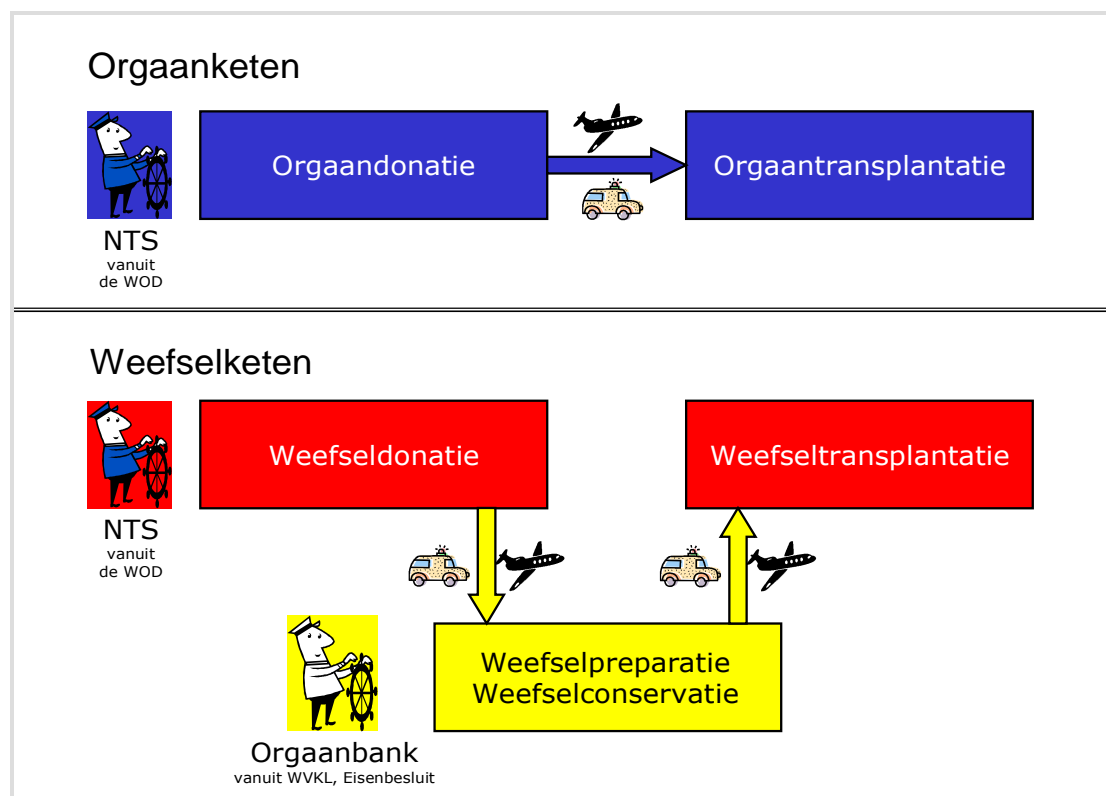 Orgaanketen
Orgaandonatie
Orgaantransplantatie
NTS
vanuit
de WOD
Weefselketen
Weefseldonatie
Weefseltransplantatie
NTS
vanuit
de WOD
Weefselpreparatie
Weefselconservatie
Orgaanbank
vanuit WVKL, Eisenbesluit